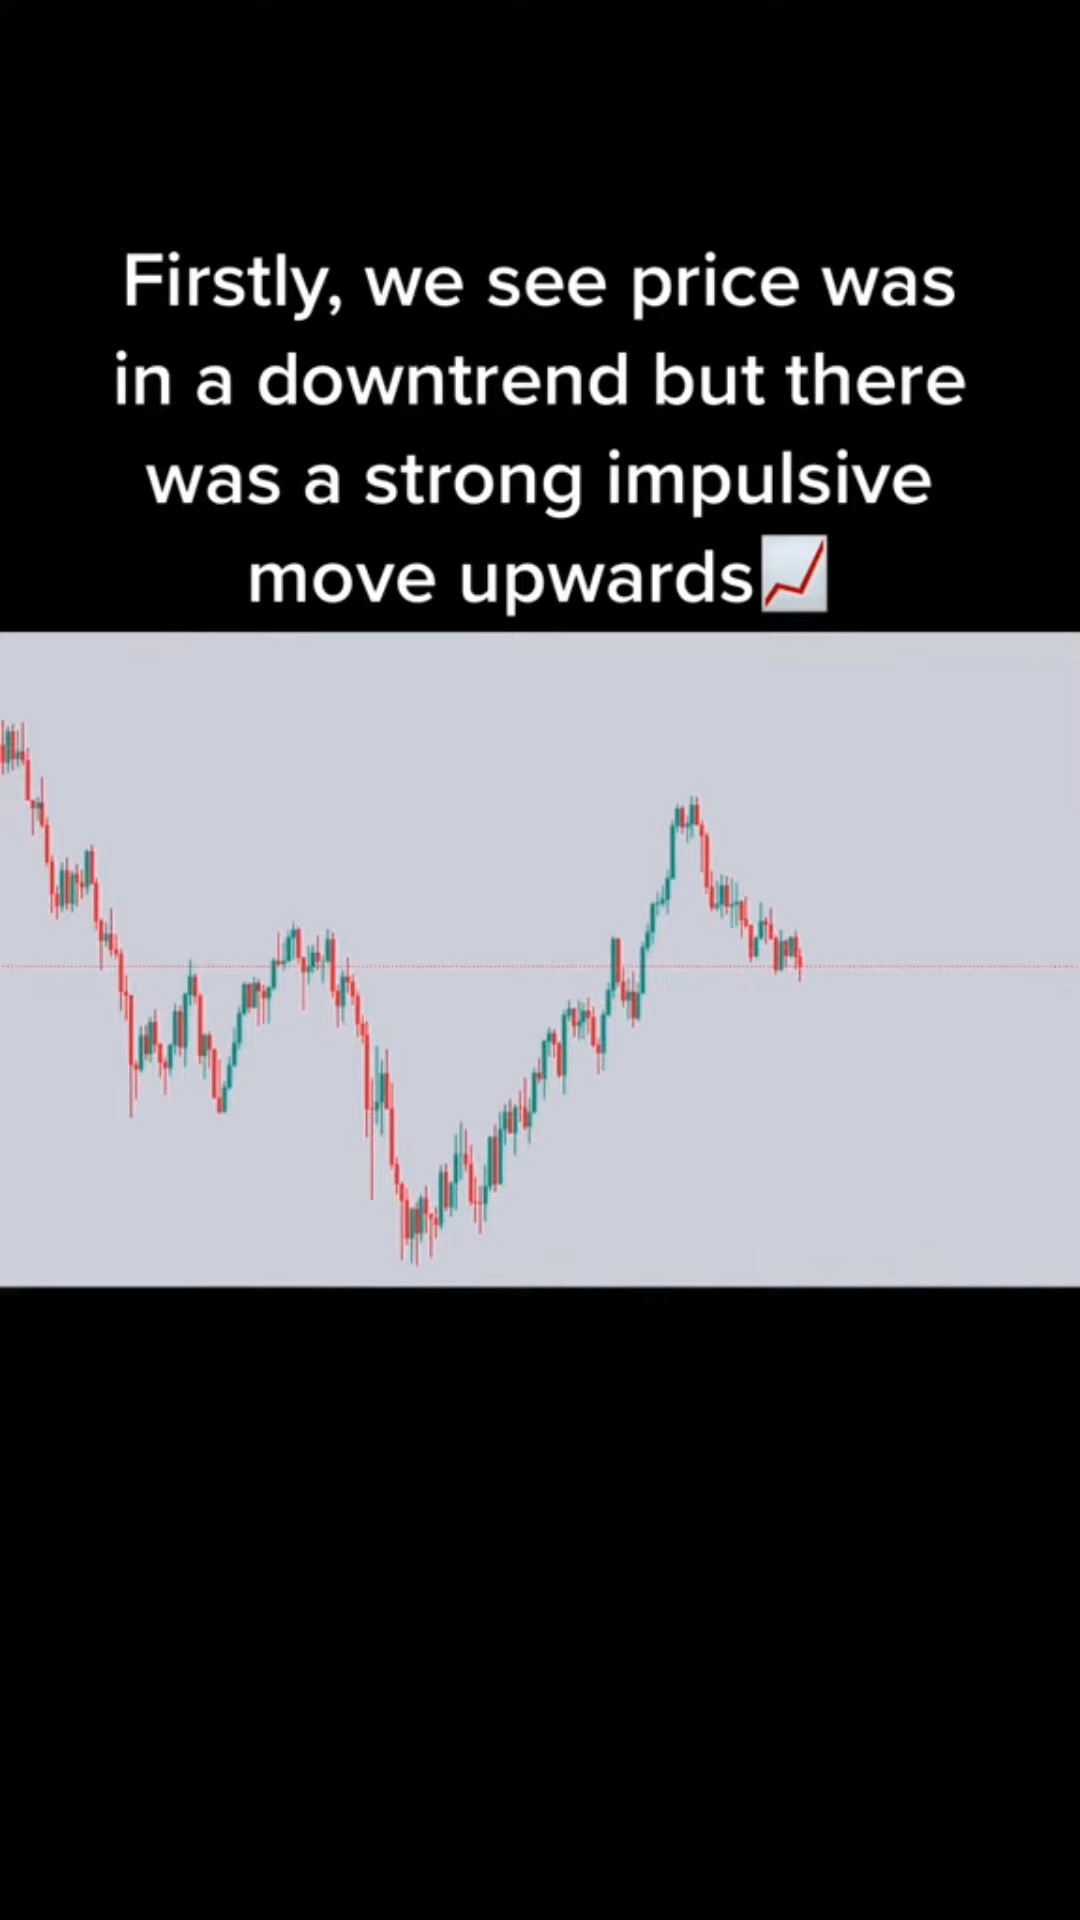 Firstly, we see price was
in a downtrend but there
was a strong impulsive
move upwards📈